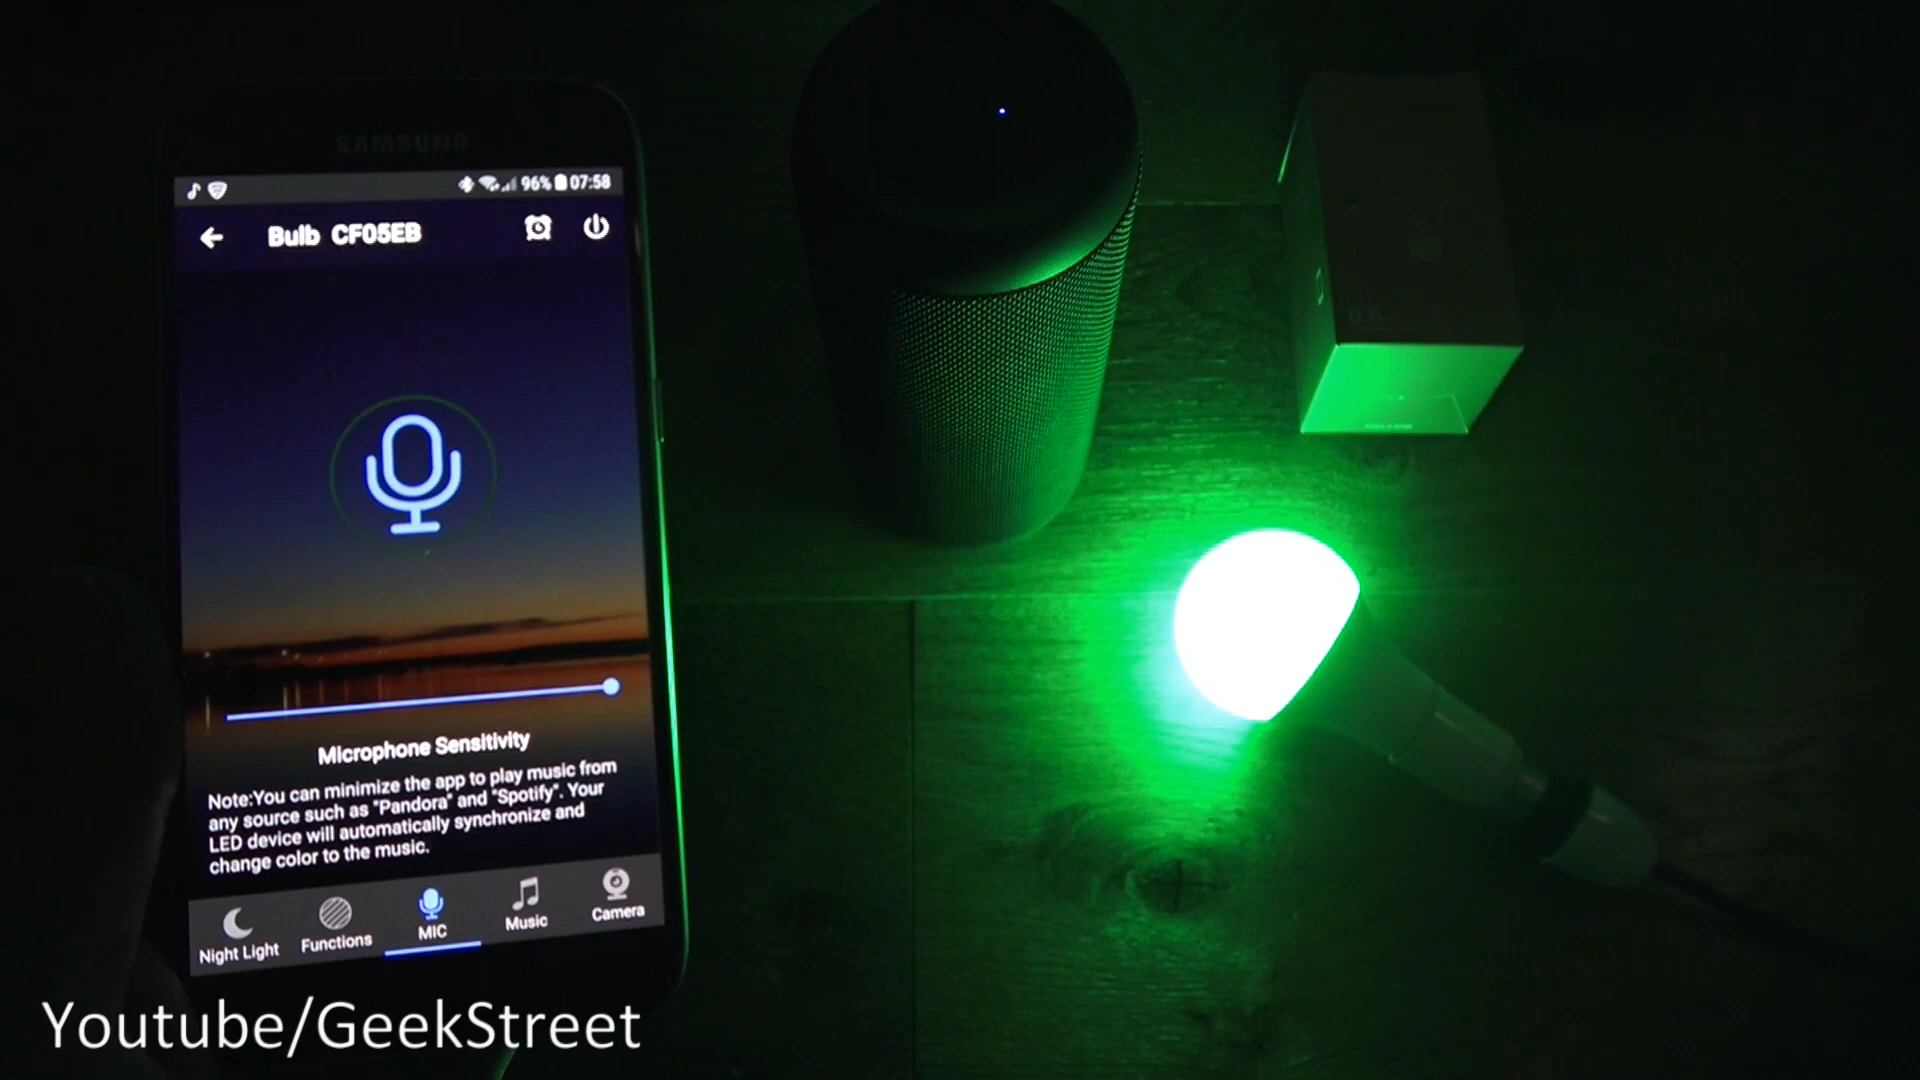 SAMSUNG
96% 07:58
Bulb CF05EB
Microphone Sensitivity
Note:You can minimize the app to play music from
any source such as "Pandora" and "Spotify". Your
LED device will automatically synchronize and
change color to the music.
Night Light
Functions
MIC
Music
Camera
Youtube/GeekStreet